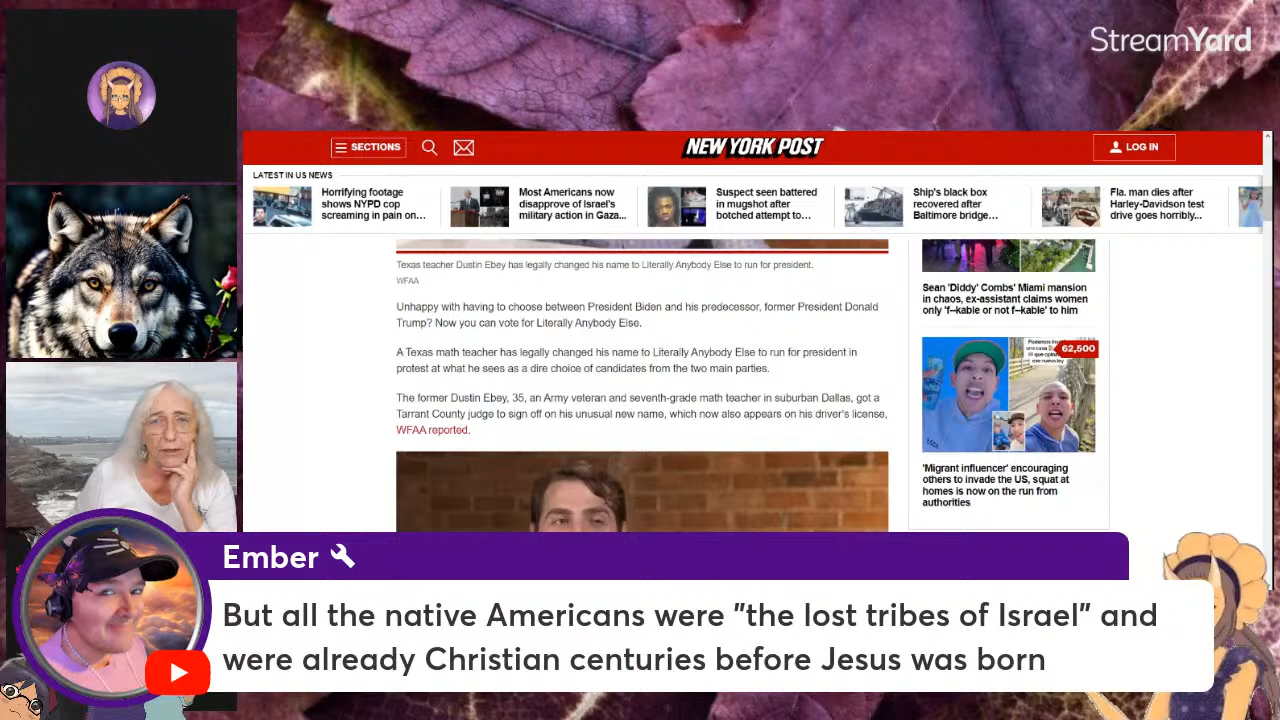 StreamYard
SECTIONS
NEW YORK POST
LOG IN
LATEST IN US NEWS
Horrifying footage
shows NYPD cop
screaming in pain on...
Most Americans now
disapprove of Israel's
military action in Gaza...
Suspect seen battered
in mugshot after
botched attempt to...
Ship's black box
recovered after
Baltimore bridge...
Fla. man dies after
Harley-Davidson test
drive goes horribly...
Texas teacher Dustin Ebey has legally changed his name to Literally Anybody Else to run for president.
WFAA
Unhappy with having to choose between President Biden and his predecessor, former President Donald
Trump? Now you can vote for Literally Anybody Else.
A Texas math teacher has legally changed his name to Literally Anybody Else to run for president in
protest at what he sees as a dire choice of candidates from the two main parties.
The former Dustin Ebey, 35, an Army veteran and seventh-grade math teacher in suburban Dallas, got a
Tarrant County judge to sign off on his unusual new name, which now also appears on his driver's license,
WFAA reported.
Sean 'Diddy' Combs' Miami mansion
in chaos, ex-assistant claims women
only 'f--kable or not f--kable' to him
62,500
'Migrant influencer' encouraging
others to invade the US, squat at
homes is now on the run from
authorities
Ember
But all the native Americans were "the lost tribes of Israel" and
were already Christian centuries before Jesus was born